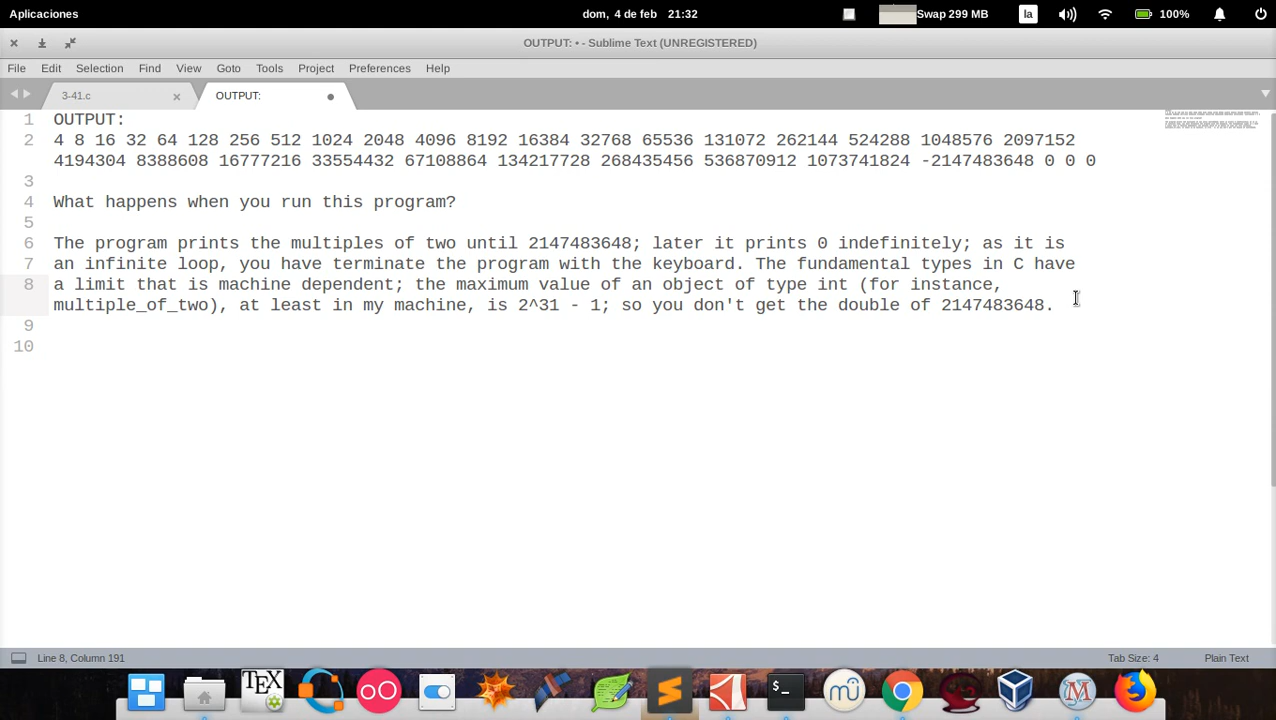 Aplicaciones
dom, 4 de feb 21:32
Swap 299 MB
la
100%
OUTPUT: • - Sublime Text (UNREGISTERED)
File Edit Selection Find View Goto Tools Project Preferences Help
3-41.c
OUTPUT:
1 OUTPUT:
2 4 8 16 32 64 128 256 512 1024 2048 4096 8192 16384 32768 65536 131072 262144 524288 1048576 2097152
4194304 8388608 16777216 33554432 67108864 134217728 268435456 536870912 1073741824 -2147483648 0 0 0
3
4 What happens when you run this program?
5
6 The program prints the multiples of two until 2147483648; later it prints 0 indefinitely; as it is
7 an infinite loop, you have terminate the program with the keyboard. The fundamental types in C have
8 a limit that is machine dependent; the maximum value of an object of type int (for instance,
multiple_of_two), at least in my machine, is 2^31 - 1; so you don't get the double of 2147483648.
9
10
Line 8, Column 191
Tab Size: 4
Plain Text
TEX
>_
mü
M